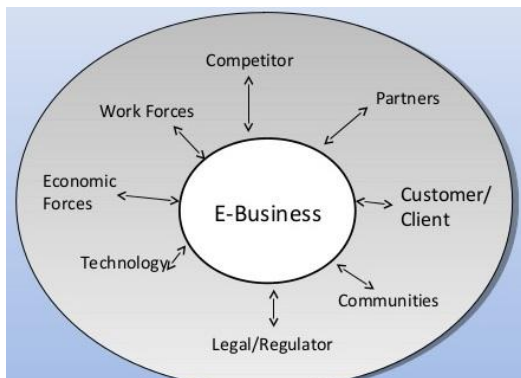 Competitor
Partners
Work Forces
Economic
Forces
Customer/
Client
E-Business
Technology
Communities
Legal/Regulator